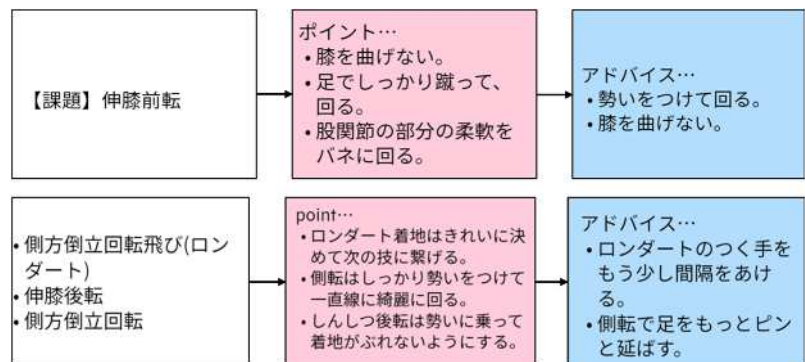 【課題】伸膝前転
ポイント…
• 膝を曲げない。
• 足でしっかり蹴って、
回る。
• 股関節の部分の柔軟を
バネに回る。
アドバイス…
• 勢いをつけて回る。
• 膝を曲げない。
• 側方倒立回転飛び(ロン
ダート)
• 伸膝後転
• 側方倒立回転
point…
• ロンダート着地はきれいに決
めて次の技に繋げる。
• 側転はしっかり勢いをつけて
一直線に綺麗に回る。
• しんしつ後転は勢いに乗って
着地がぶれないようにする。
アドバイス…
• ロンダートのつく手を
もう少し間隔をあけ
る。
• 側転で足をもっとピン
と延ばす。